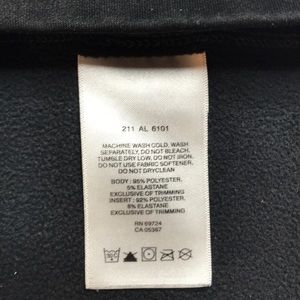 211 AL 6101
MACHINE WASH COLD, WASH
SEPARATELY, DO NOT BLEACH,
TUMBLE DRY LOW, DO NOT IRON.
DO NOT USE FABRIC SOFTENER.
DO NOT DRYCLEAN
BODY : 95% POLYESTER,
5% ELASTANE
EXCLUSIVE OF TRIMMING
INSERT : 92% POLYESTER,
8% ELASTANE
EXCLUSIVE OF TRIMMING
RN 69724
CA 05367